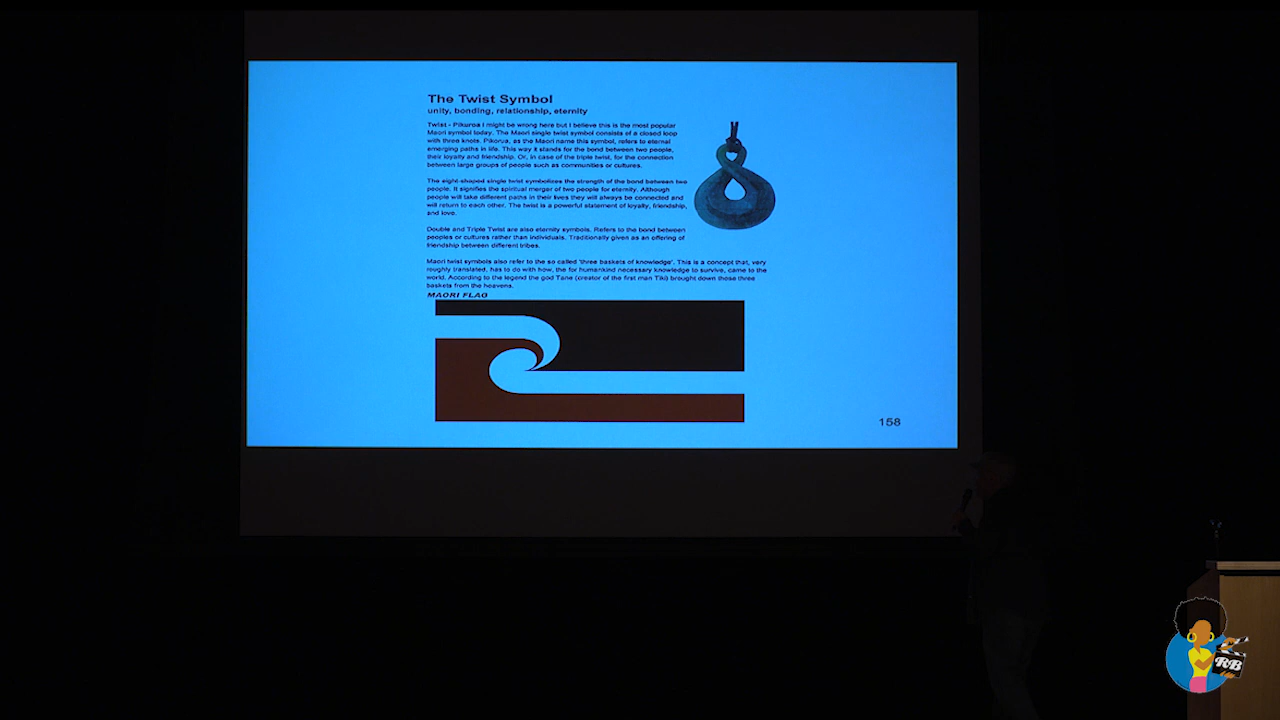 The Twist Symbol
unity, bonding, relationship, eternity
Twist - Pikuroa I might be wrong here but I believe this is the most popular
Maori symbol today. The Maori single twist symbol consists of a closed loop
with three knots. Pikorua, as the Maori name this symbol, refers to eternal
emerging paths in life. This way it stands for the bond between two people,
their loyalty and friendship. Or, in case of the triple twist, for the connection
between large groups of people such as communities or cultures.
The eight-shaped single twist symbolizes the strength of the bond between two
people. It signifies the spiritual merger of two people for eternity. Although
people will take different paths in their lives they will always be connected and
will return to each other. The twist is a powerful statement of loyalty, friendship,
and love.
Double and Triple Twist are also eternity symbols. Refers to the bond between
peoples or cultures rather than individuals. Traditionally given as an offering of
friendship between different tribes.
Maori twist symbols also refer to the so called 'three baskets of knowledge'. This is a concept that, very
roughly translated, has to do with how, the for humankind necessary knowledge to survive, came to the
world. According to the legend the god Tane (creator of the first man Tiki) brought down those three
baskets from the heavens.
MAORI FLAG
158
RB